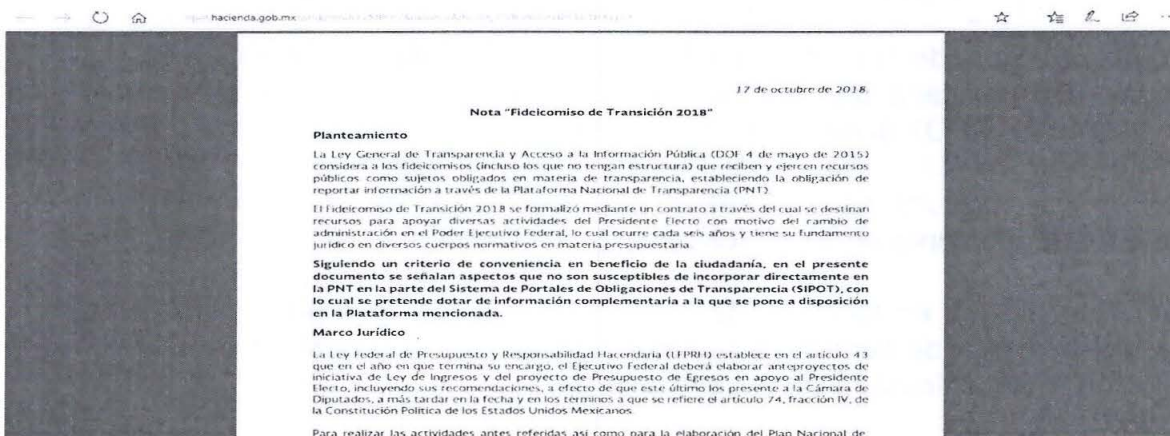 hacienda.gob.mx
17 de octubre de 2018.
Nota "Fideicomiso de Transición 2018"
Planteamiento
La Ley General de Transparencia y Acceso a la Información Pública (DOF 4 de mayo de 2015)
considera a los fideicomisos (incluso los que no tengan estructura) que reciben y ejercen recursos
públicos como sujetos obligados en materia de transparencia, estableciendo la obligación de
reportar información a través de la Plataforma Nacional de Transparencia (PNT).
El Fideicomiso de Transición 2018 se formalizó mediante un contrato a través del cual se destinan
recursos para apoyar diversas actividades del Presidente Electo con motivo del cambio de
administración en el Poder Ejecutivo Federal, lo cual ocurre cada seis años y tiene su fundamento
jurídico en diversos cuerpos normativos en materia presupuestaria.
Siguiendo un criterio de conveniencia en beneficio de la ciudadanía, en el presente
documento se señalan aspectos que no son susceptibles de incorporar directamente en
la PNT en la parte del Sistema de Portales de Obligaciones de Transparencia (SIPOT), con
lo cual se pretende dotar de información complementaria a la que se pone a disposición
en la Plataforma mencionada.
Marco Jurídico
La Ley Federal de Presupuesto y Responsabilidad Hacendaria (LFPRH) establece en el artículo 43
que en el año en que termina su encargo, el Ejecutivo Federal deberá elaborar anteproyectos de
iniciativa de Ley de Ingresos y del proyecto de Presupuesto de Egresos en apoyo al Presidente
Electo, incluyendo sus recomendaciones, a efecto de que este último los presente a la Cámara de
Diputados, a más tardar en la fecha y en los términos a que se refiere el artículo 74, fracción IV, de
la Constitución Política de los Estados Unidos Mexicanos.
Para realizar las actividades antes referidas así como para la elaboración del Plan Nacional de